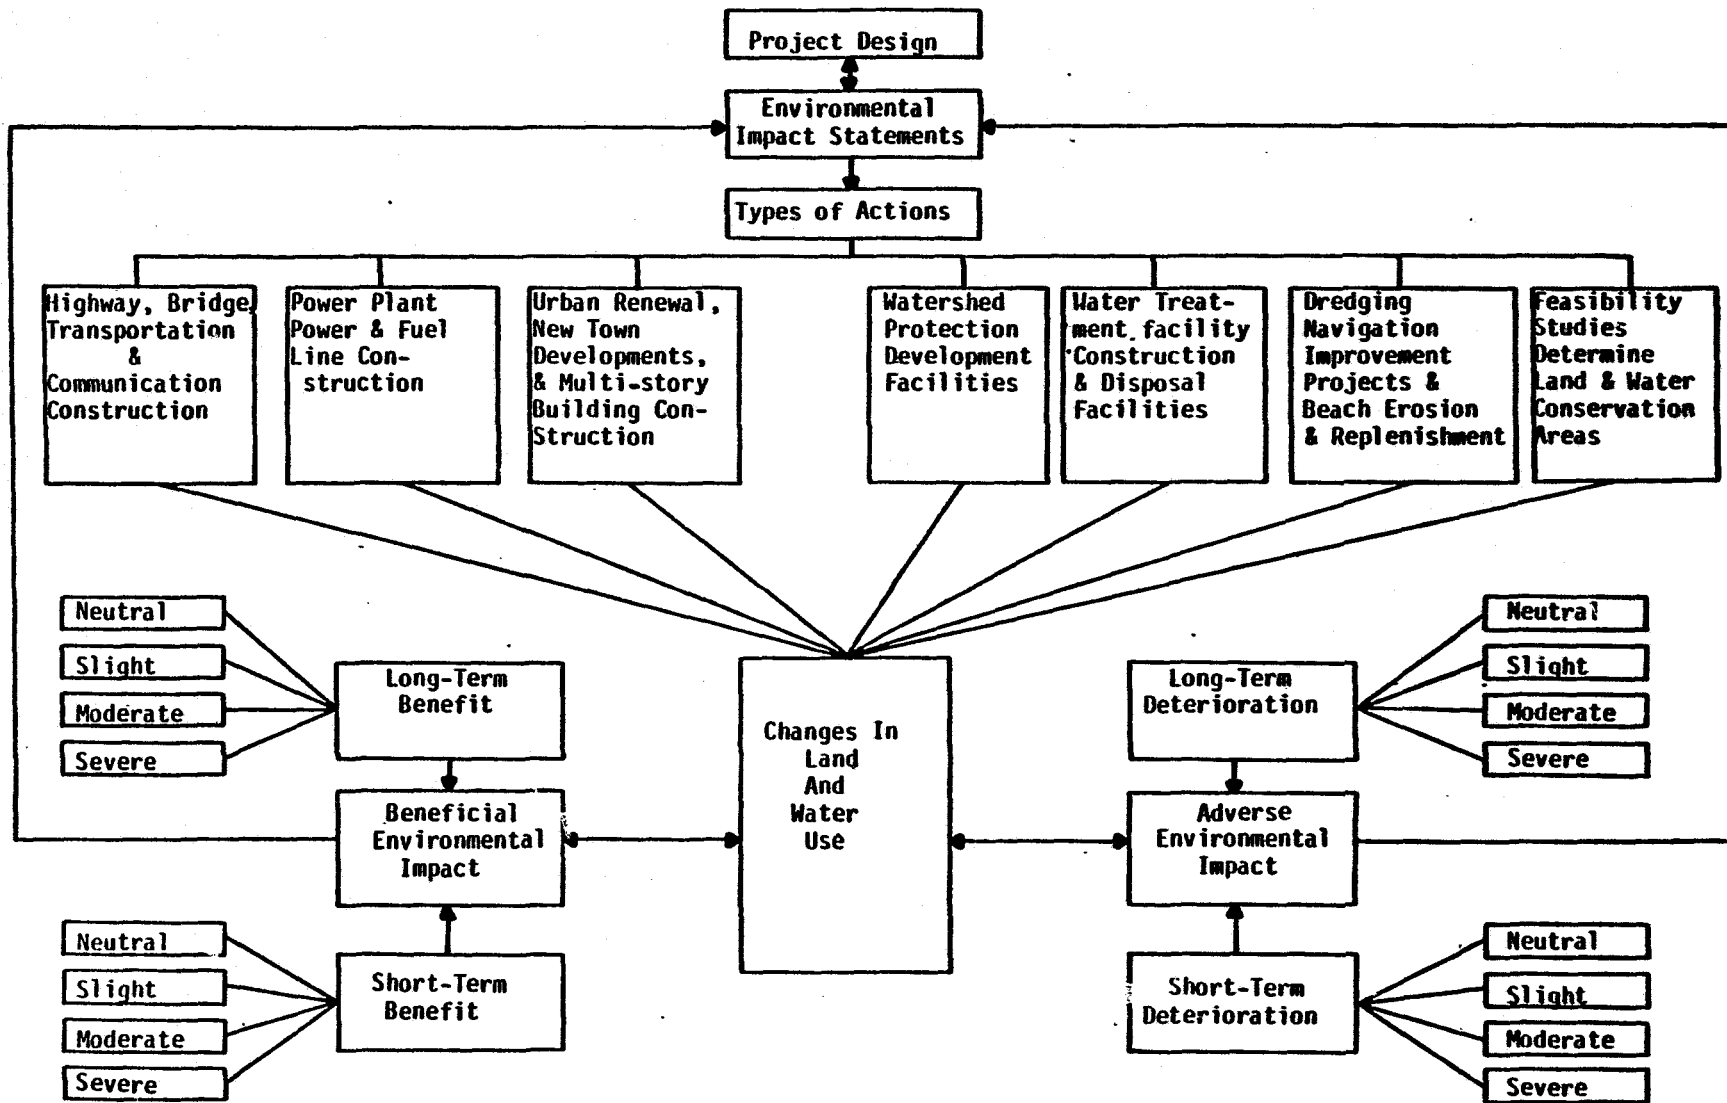 Project Design
Environmental
Impact Statements
Types of Actions
Highway, Bridge,
Transportation
&
Communication
Construction
Power Plant
Power & Fuel
Line Con-
struction
Urban Renewal,
New Town
Developments,
& Multi-story
Building Con-
Struction
Watershed
Protection
Development
Facilities
Water Treat-
ment facility
Construction
& Disposal
Facilities
Dredging
Navigation
Improvement
Projects &
Beach Erosion
& Replenishment
Feasibility
Studies
Determine
Land & Water
Conservation
Areas
Neutral
Slight
Moderate
Severe
Long-Term
Benefit
Beneficial
Environmental
Impact
Neutral
Slight
Moderate
Severe
Short-Term
Benefit
Changes In
Land
And
Water
Use
Long-Term
Deterioration
Neutral
Slight
Moderate
Severe
Adverse
Environmental
Impact
Short-Term
Deterioration
Neutral
Slight
Moderate
Severe